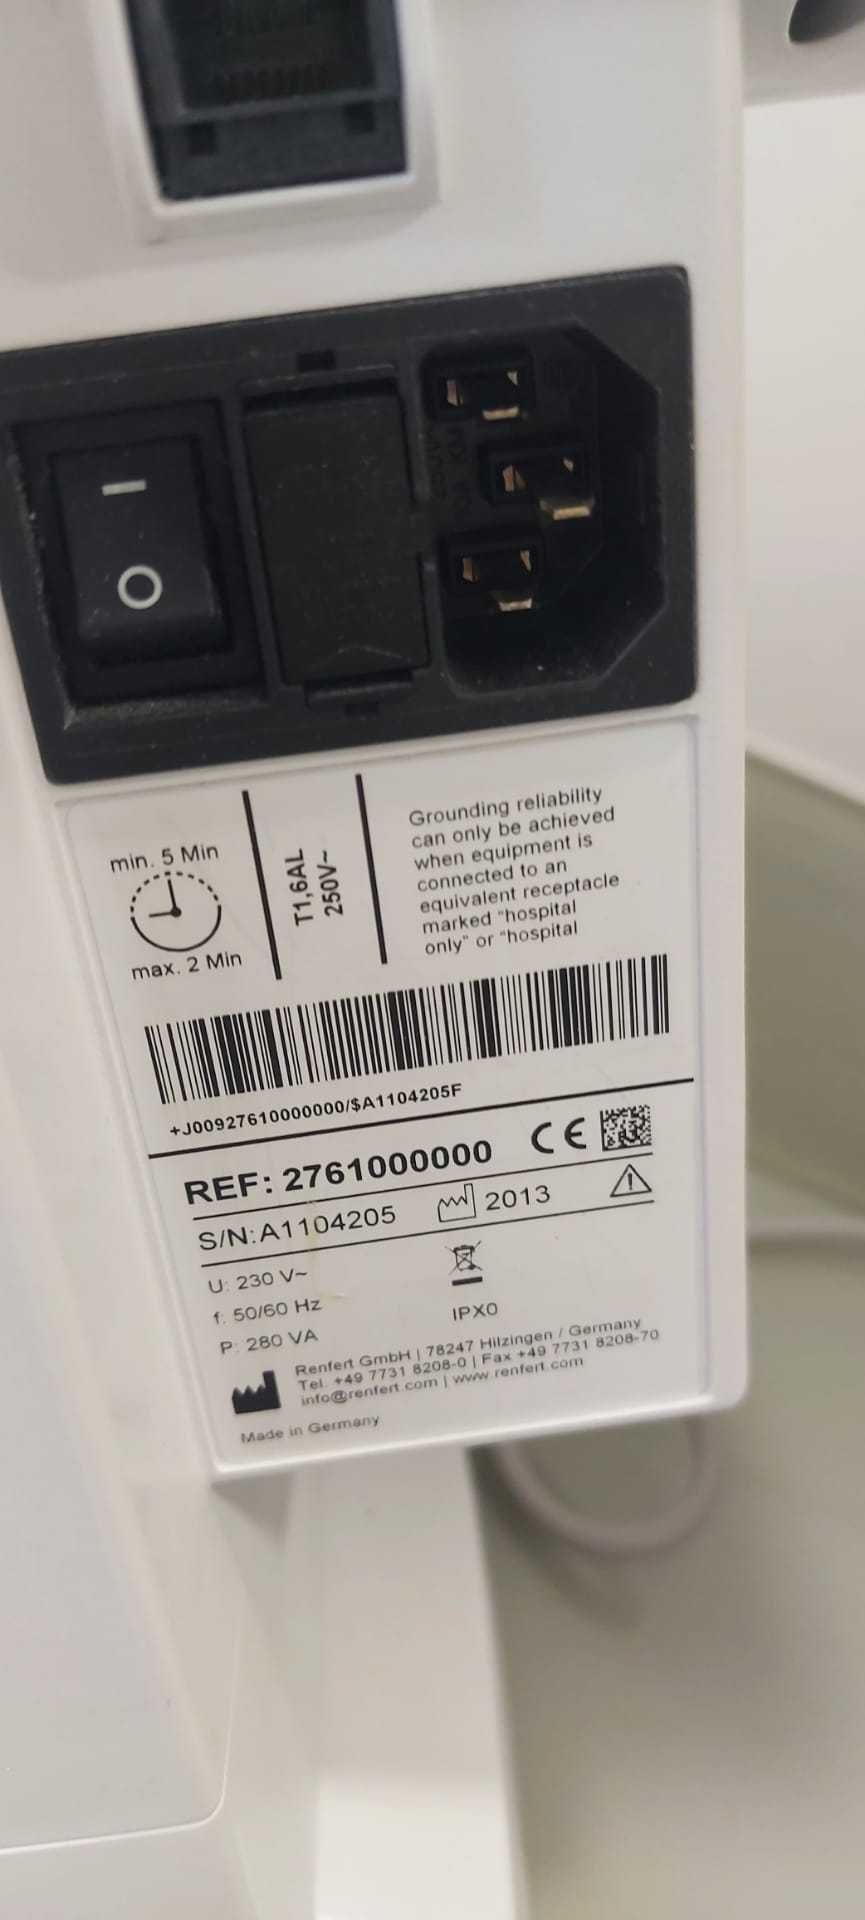 I
O
min. 5 Min
max. 2 Min
T1,6AL
250V~
Grounding reliability
can only be achieved
when equipment is
connected to an
equivalent receptacle
marked "hospital
only" or "hospital
+J00927610000000/$A1104205F
REF: 2761000000
CE
S/N:A1104205
2013
U: 230 V~
f: 50/60 Hz
P: 280 VA
IPX0
Renfert GmbH | 78247 Hilzingen / Germany
Tel. +49 7731 8208-0 | Fax +49 7731 8208-70
info@renfert.com | www.renfert.com
Made in Germany